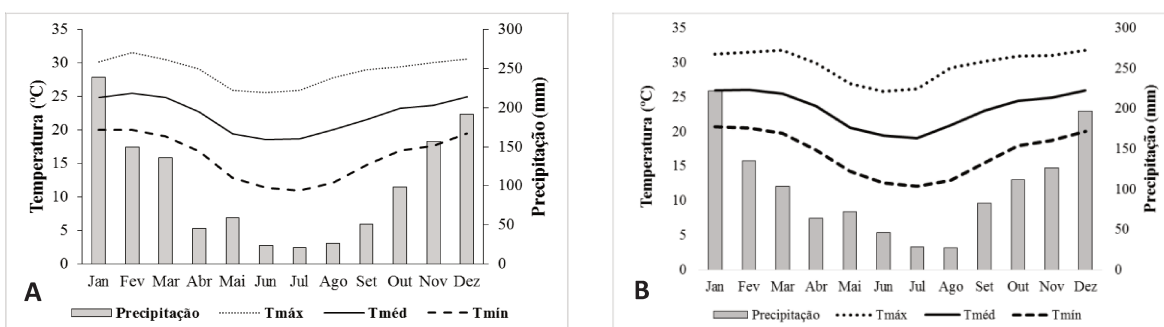 35 300
30 250
25 200
20 150
15 100
10 50
5 0
0
Temperatura (ºC)
Precipitação (mm)
Jan Fev Mar Abr Mai Jun Jul Ago Set Out Nov Dez
A
Precipitação Tmáx Tméd Tmín
35 300
30 250
25 200
20 150
15 100
10 50
5 0
0
Temperatura (ºC)
Precipitação (mm)
Jan Fev Mar Abr Mai Jun Jul Ago Set Out Nov Dez
B
Precipitação Tmáx Tméd Tmín